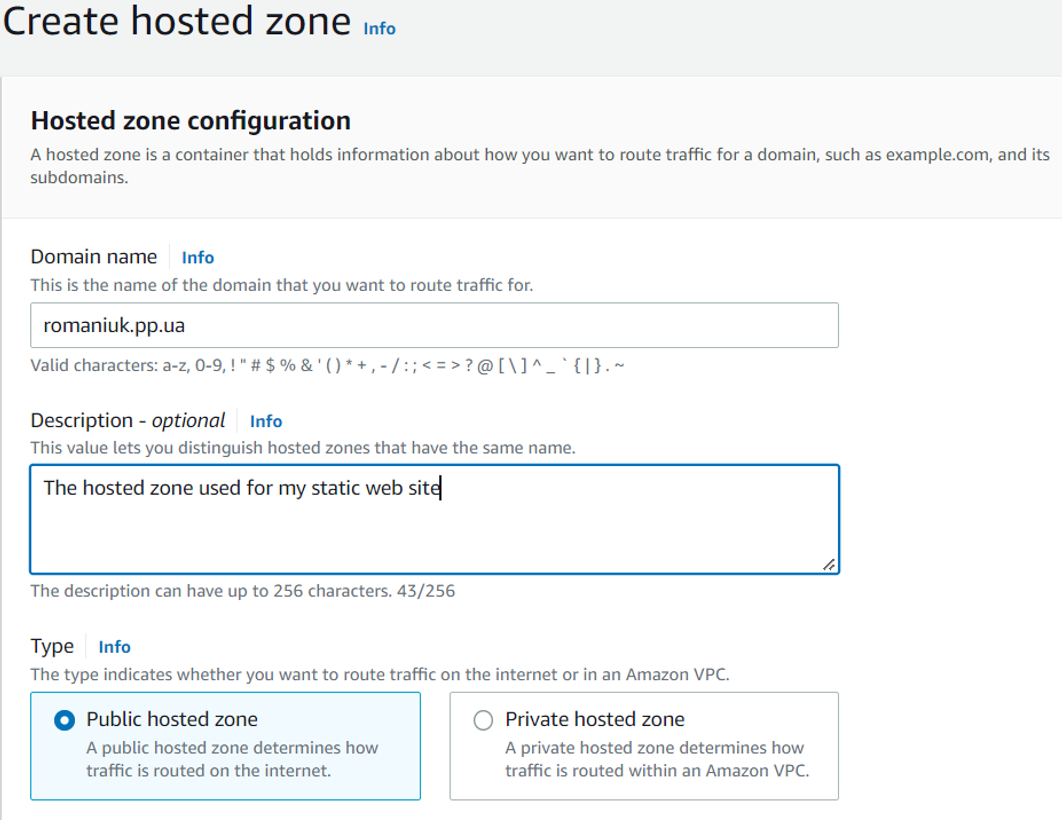 Create hosted zone Info
Hosted zone configuration
A hosted zone is a container that holds information about how you want to route traffic for a domain, such as example.com, and its
subdomains.
Domain name Info
This is the name of the domain that you want to route traffic for.
romaniuk.pp.ua
Valid characters: a-z, 0-9, ! " # $ % & ' ( ) * + , - / : ; < = > ? @ [ \ ] ^ _ ` { | } . ~
Description - optional Info
This value lets you distinguish hosted zones that have the same name.
The hosted zone used for my static web site
The description can have up to 256 characters. 43/256
Type Info
The type indicates whether you want to route traffic on the internet or in an Amazon VPC.
Public hosted zone
A public hosted zone determines how
traffic is routed on the internet.
Private hosted zone
A private hosted zone determines how
traffic is routed within an Amazon VPC.